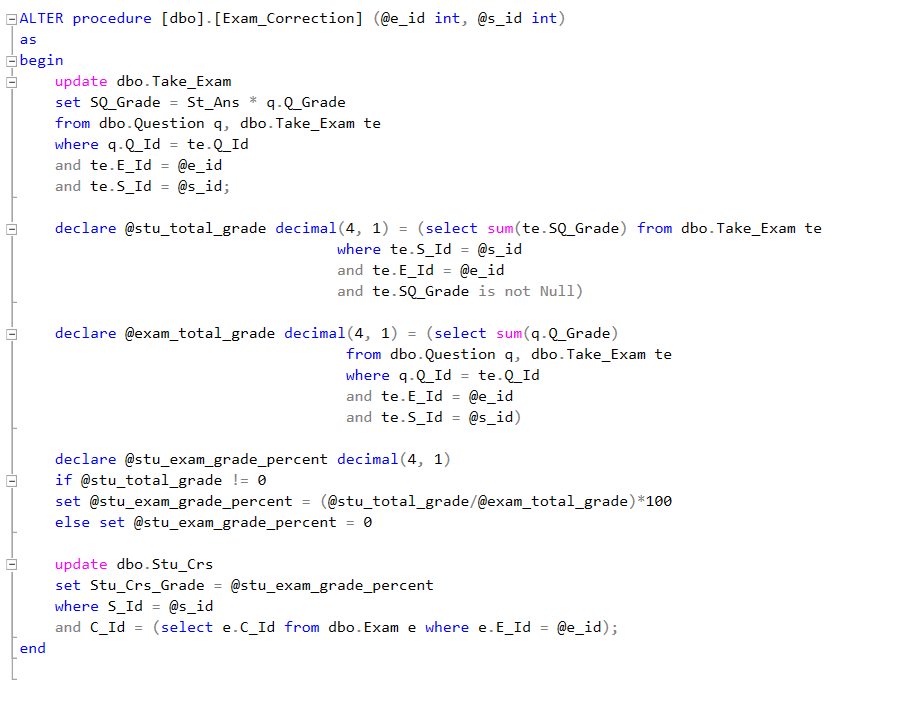 ALTER procedure [dbo].[Exam_Correction] (@e_id int, @s_id int)
as
begin
update dbo.Take_Exam
set SQ_Grade = St_Ans * q.Q_Grade
from dbo.Question q, dbo.Take_Exam te
where q.Q_Id = te.Q_Id
and te.E_Id = @e_id
and te.S_Id = @s_id;
declare @stu_total_grade decimal(4, 1) = (select sum(te.SQ_Grade) from dbo.Take_Exam te
where te.S_Id = @s_id
and te.E_Id = @e_id
and te.SQ_Grade is not Null)
declare @exam_total_grade decimal(4, 1) = (select sum(q.Q_Grade)
from dbo.Question q, dbo.Take_Exam te
where q.Q_Id = te.Q_Id
and te.E_Id = @e_id
and te.S_Id = @s_id)
declare @stu_exam_grade_percent decimal(4, 1)
if @stu_total_grade != 0
set @stu_exam_grade_percent = (@stu_total_grade/@exam_total_grade)*100
else set @stu_exam_grade_percent = 0
update dbo.Stu_Crs
set Stu_Crs_Grade = @stu_exam_grade_percent
where S_Id = @s_id
and C_Id = (select e.C_Id from dbo.Exam e where e.E_Id = @e_id);
end